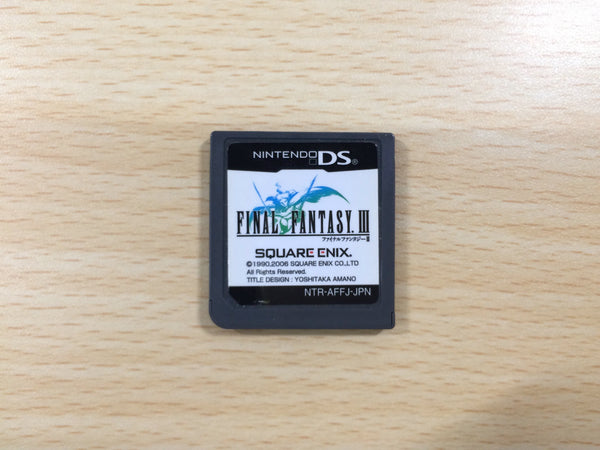 NINTENDO DS®
FINAL FANTASY. III
ファイナルファンタジーIII
SQUARE ENIX.
©1990,2006 SQUARE ENIX CO.,LTD
All Rights Reserved.
TITLE DESIGN : YOSHITAKA AMANO
NTR-AFFJ-JPN